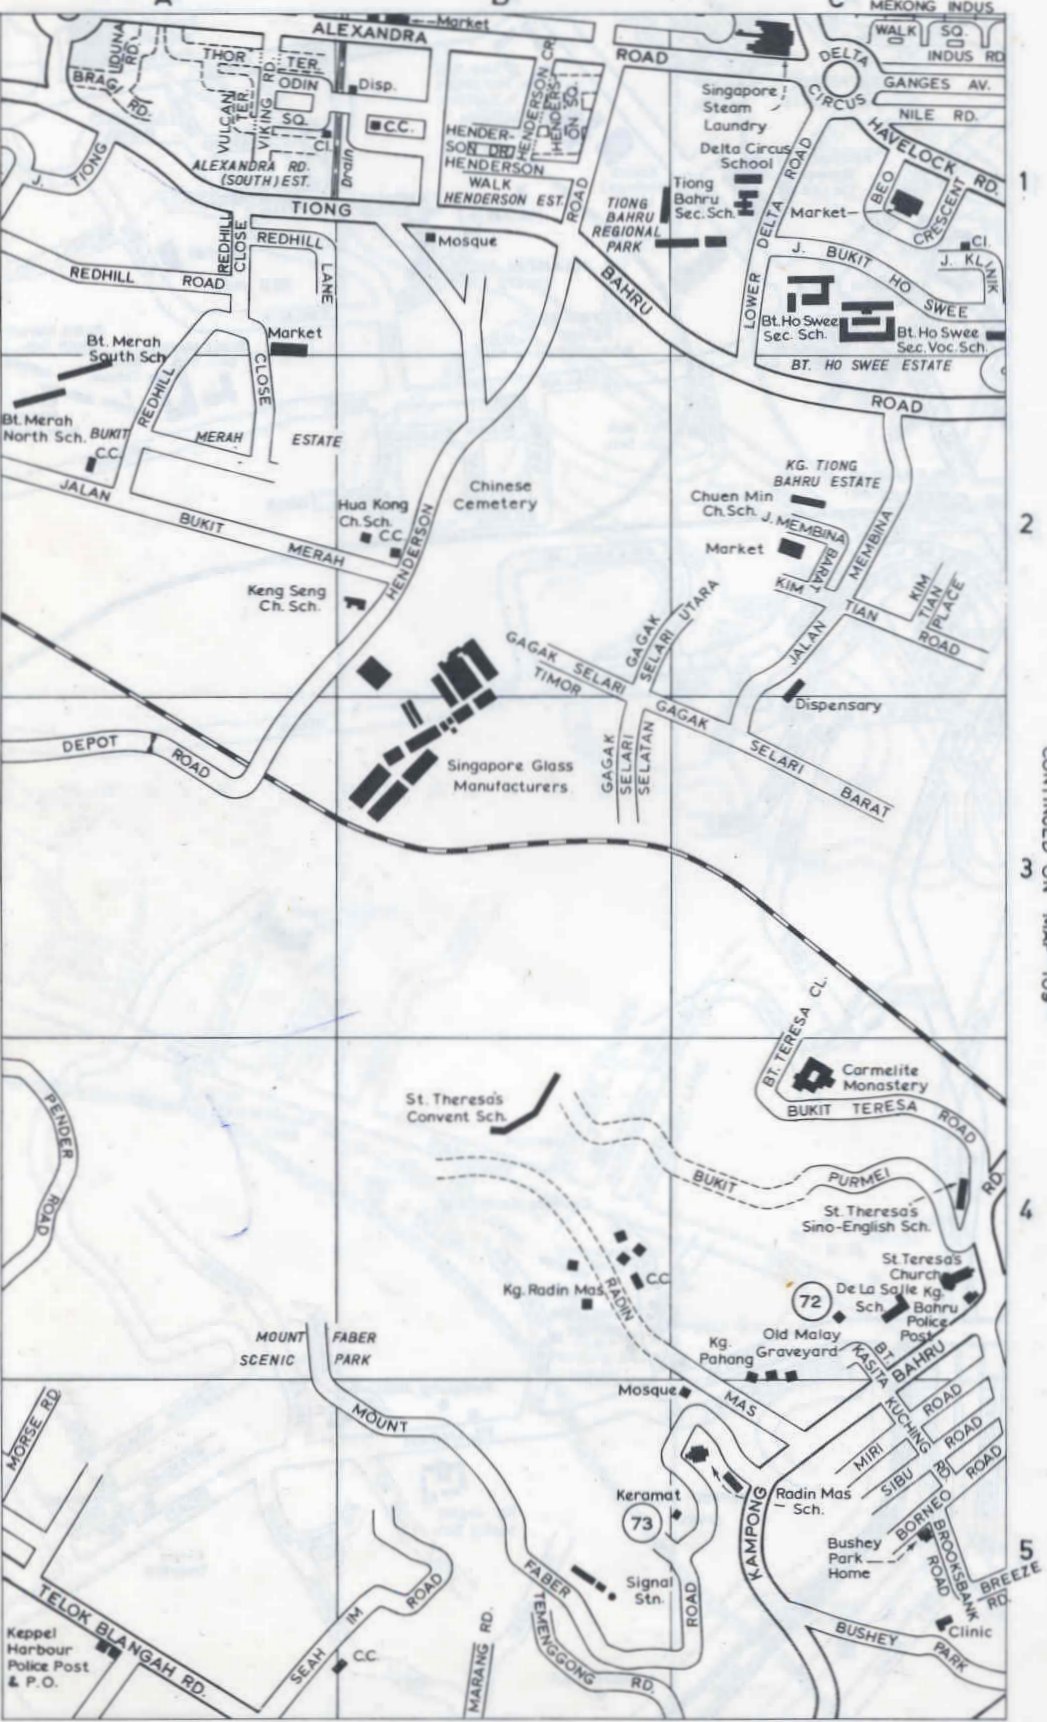 MEKONG INDUS
Market
ALEXANDRA
ROAD
WALK
SQ.
INDUS RD
DELTA
CIRCUS
GANGES AV.
NILE RD.
IDUNA
RD.
THOR
TER.
BRAGI
RD.
ODIN
SQ.
Disp.
VULCAN
TER.
VIKING
RD.
C.C.
Cl.
Drain
HENDERSON CR.
HENDERS-
ON SQ.
HENDER-
SON DR.
HENDERSON
WALK
HENDERSON EST.
ROAD
Singapore
Steam
Laundry
Delta Circus
School
HAVELOCK
RD.
1
J. TIONG
ALEXANDRA RD.
(SOUTH) EST.
TIONG
BAHRU
REGIONAL
PARK
Tiong
Bahru
Sec. Sch.
LOWER DELTA ROAD
BEO
CRESCENT
Market
TIONG
REDHILL
CLOSE
REDHILL
LANE
Mosque
Cl.
J. KLINIK
J. BUKIT HO SWEE
REDHILL
ROAD
BAHRU
Bt. Ho Swee
Sec. Sch.
Bt. Ho Swee
Sec. Voc. Sch.
Bt. Merah
South Sch
Market
BT. HO SWEE ESTATE
REDHILL
CLOSE
ROAD
Bt. Merah
North Sch.
C.C.
BUKIT
MERAH
ESTATE
KG. TIONG
BAHRU ESTATE
JALAN
BUKIT
MERAH
Hua Kong
Ch. Sch.
C.C.
Chinese
Cemetery
HENDERSON
Chuen Min
Ch. Sch.
J. MEMBINA
BARAT
Market
MEMBINA
JALAN
2
Keng Seng
Ch. Sch.
KIM
TIAN
ROAD
KIM
TIAN
PLACE
GAGAK
SELARI UTARA
GAGAK SELARI
TIMOR
Dispensary
GAGAK
SELARI
BARAT
GAGAK
SELARI
SELATAN
DEPOT
ROAD
Singapore Glass
Manufacturers
3
CONTINUED ON MAP 109
BT. TERESA CL.
Carmelite
Monastery
BUKIT TERESA ROAD
PENDER
ROAD
St. Theresa's
Convent Sch.
BUKIT
PURMEI
RD.
St. Theresa's
Sino-English Sch.
4
St. Teresa's
Church
De La Salle
Sch.
Kg.
Bahru
Police
Post
C.C.
Kg. Radin Mas
RADIN
72
Old Malay
Graveyard
Kg.
Pahang
MOUNT FABER
SCENIC PARK
BT.
KASITA
BAHRU
Mosque
MAS
KUCHING
RD.
ROAD
ROAD
ROAD
MIRI
SIBU
BORNEO
MORSE RD
MOUNT
Radin Mas
Sch.
Keramat
73
KAMPONG
Bushey
Park
Home
BROOKSBANK
ROAD
BREEZE
RD.
5
FABER
Signal
Stn.
ROAD
TELOK BLANGAH RD.
SEAH IM
ROAD
Keppel
Harbour
Police Post
& P.O.
C.C.
MARANG RD.
TEMENGGONG
RD.
Clinic
BUSHEY
PARK